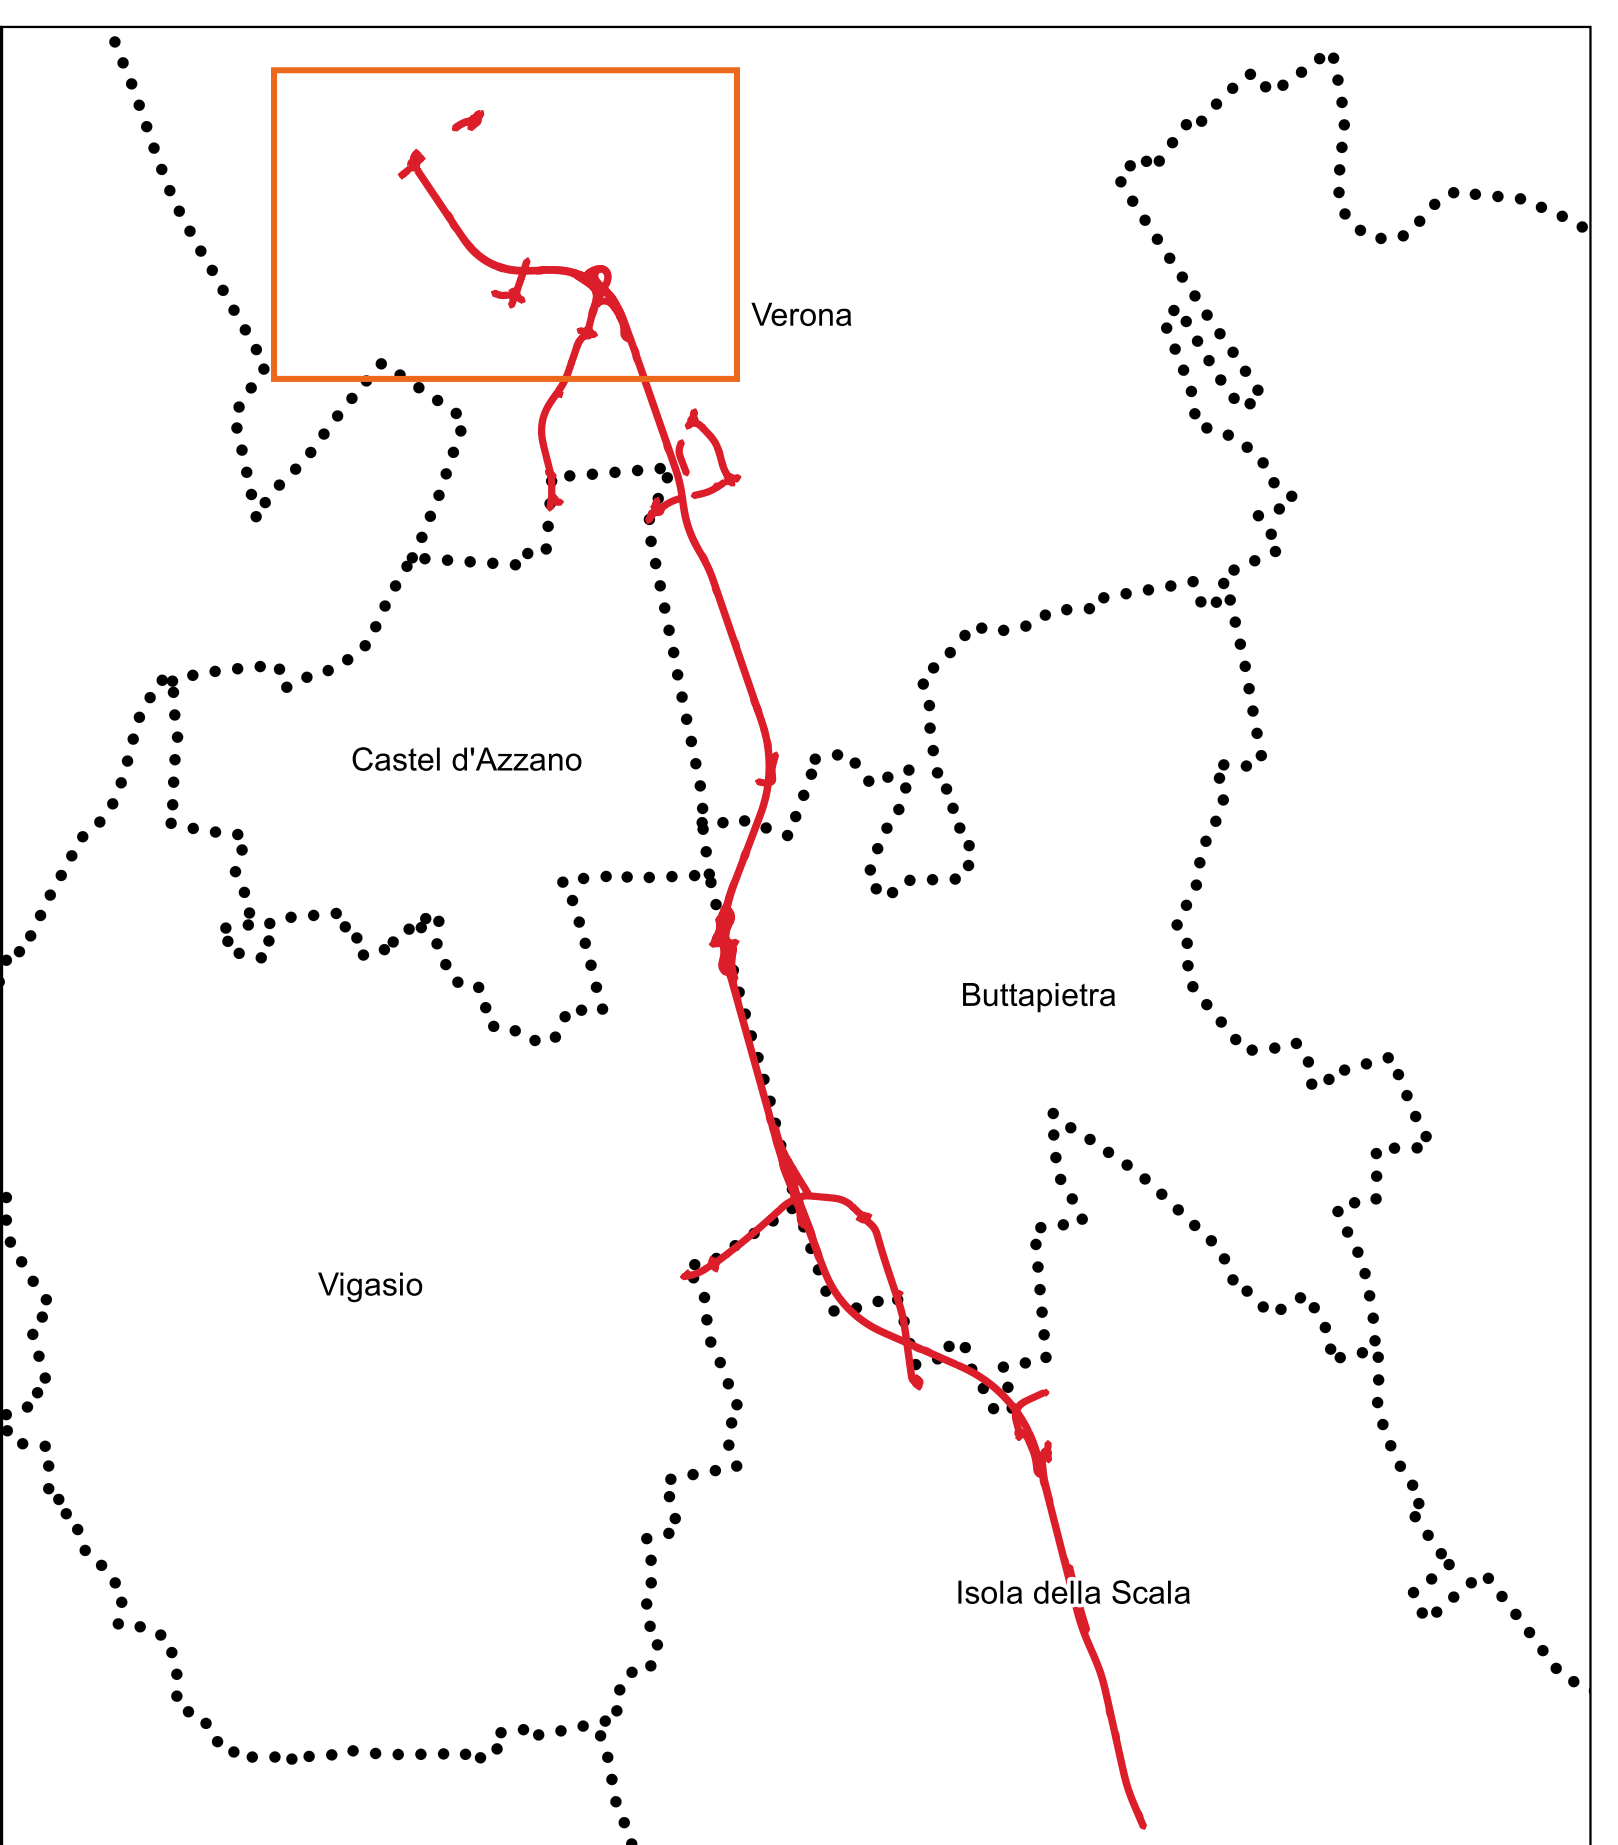 Verona
Castel d'Azzano
Buttapietra
Vigasio
Isola della Scala